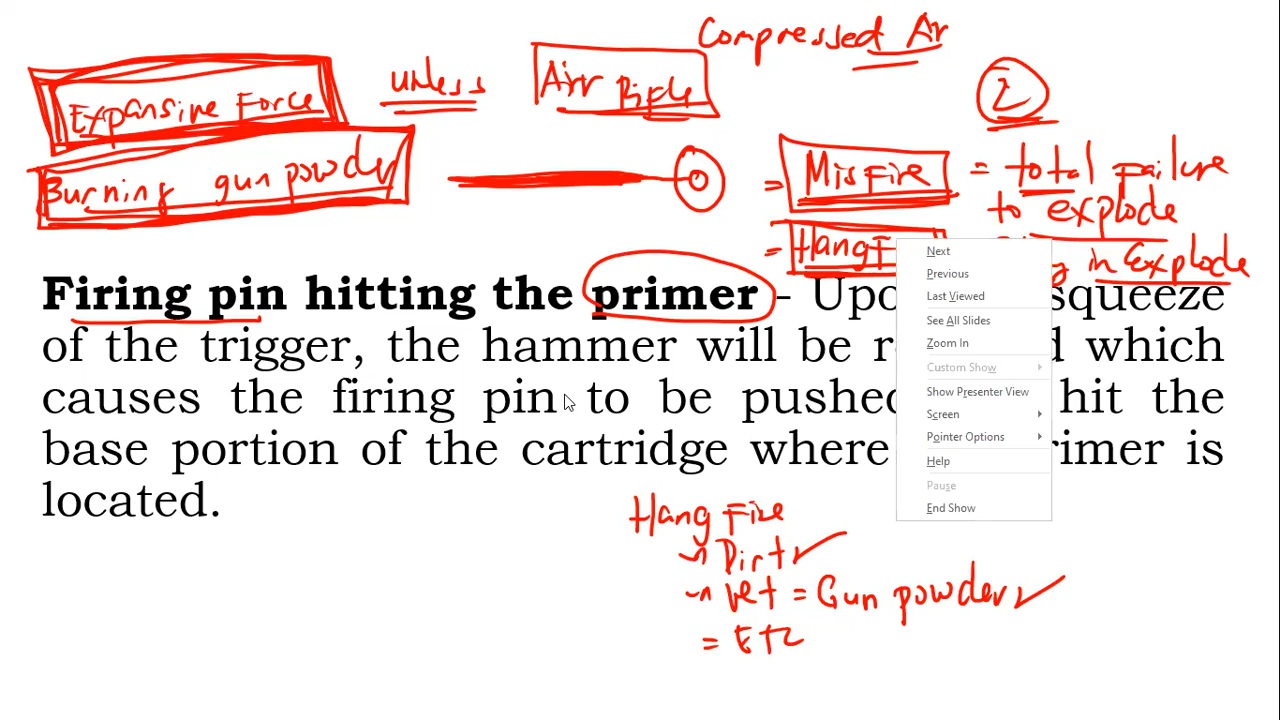 Compressed Air
Expansive Force unless Air Rifle
2
Burning gun powder
= Misfire = total failure
to explode
= Hang in Explode
Firing pin hitting the primer - Upo squeeze
of the trigger, the hammer will be r d which
causes the firing pin to be pushed hit the
base portion of the cartridge where rimer is
located.
Next
Previous
Last Viewed
See All Slides
Zoom In
Custom Show
Show Presenter View
Screen
Pointer Options
Help
Pause
End Show
Hang Fire
Dirt
Wet = Gun powder
= Etc